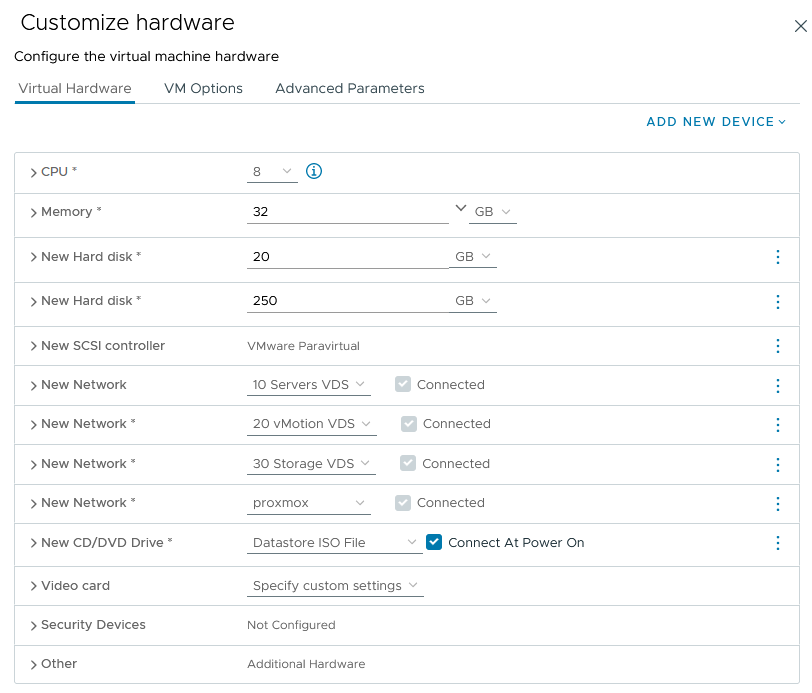 Customize hardware
Configure the virtual machine hardware
Virtual Hardware VM Options Advanced Parameters
ADD NEW DEVICE
CPU * 8
Memory * 32 GB
New Hard disk * 20 GB
New Hard disk * 250 GB
New SCSI controller VMware Paravirtual
New Network 10 Servers VDS Connected
New Network * 20 vMotion VDS Connected
New Network * 30 Storage VDS Connected
New Network * proxmox Connected
New CD/DVD Drive * Datastore ISO File Connect At Power On
Video card Specify custom settings
Security Devices Not Configured
Other Additional Hardware